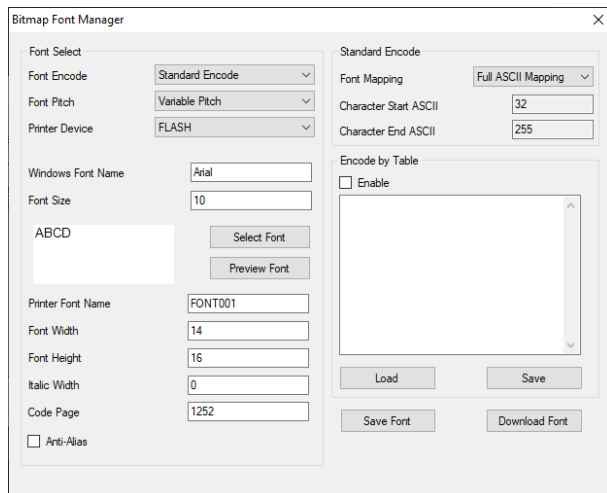 Bitmap Font Manager
Font Select
Font Encode Standard Encode
Font Pitch Variable Pitch
Printer Device FLASH
Windows Font Name Arial
Font Size 10
ABCD
Select Font
Preview Font
Printer Font Name FONT001
Font Width 14
Font Height 16
Italic Width 0
Code Page 1252
Anti-Alias
Standard Encode
Font Mapping Full ASCII Mapping
Character Start ASCII 32
Character End ASCII 255
Encode by Table
Enable
Load Save
Save Font Download Font